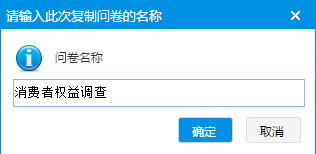 请输入此次复制问卷的名称
问卷名称
消费者权益调查
确定 取消